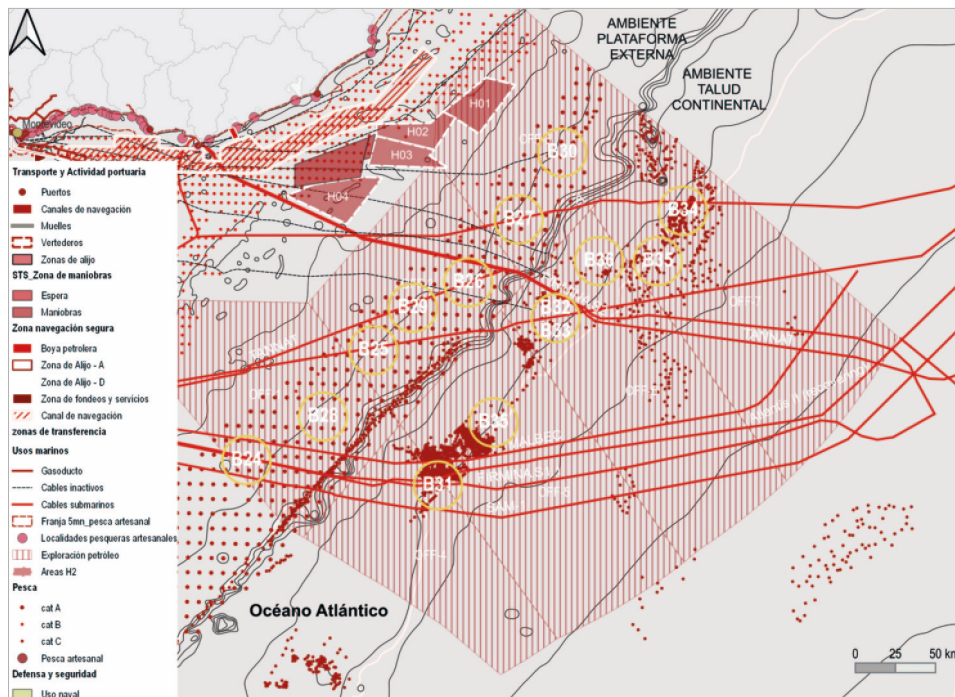 AMBIENTE
PLATAFORMA
EXTERNA
AMBIENTE
TALUD
CONTINENTAL
Montevideo
H01
H02
H03
H04
B30
B27
B34
B36
B35
B26
B29
B32
B33
B25
B28
B24
B31
OFF-7
OFF-4
Océano Atlántico
0 25 50 km
Transporte y Actividad portuaria
Puertos
Canales de navegación
Muelles
Vertederos
Zonas de alijo
STS_Zona de maniobras
Espera
Maniobras
Zona navegación segura
Boya petrolera
Zona de Alijo - A
Zona de Alijo - D
Zona de fondeos y servicios
Canal de navegación
zonas de transferencia
Usos marinos
Gasoducto
Cables inactivos
Cables submarinos
Franja 5mn_pesca artesanal
Localidades pesqueras artesanales
Exploración petróleo
Areas H2
Pesca
cat A
cat B
cat C
Pesca artesanal
Defensa y seguridad
Uso naval